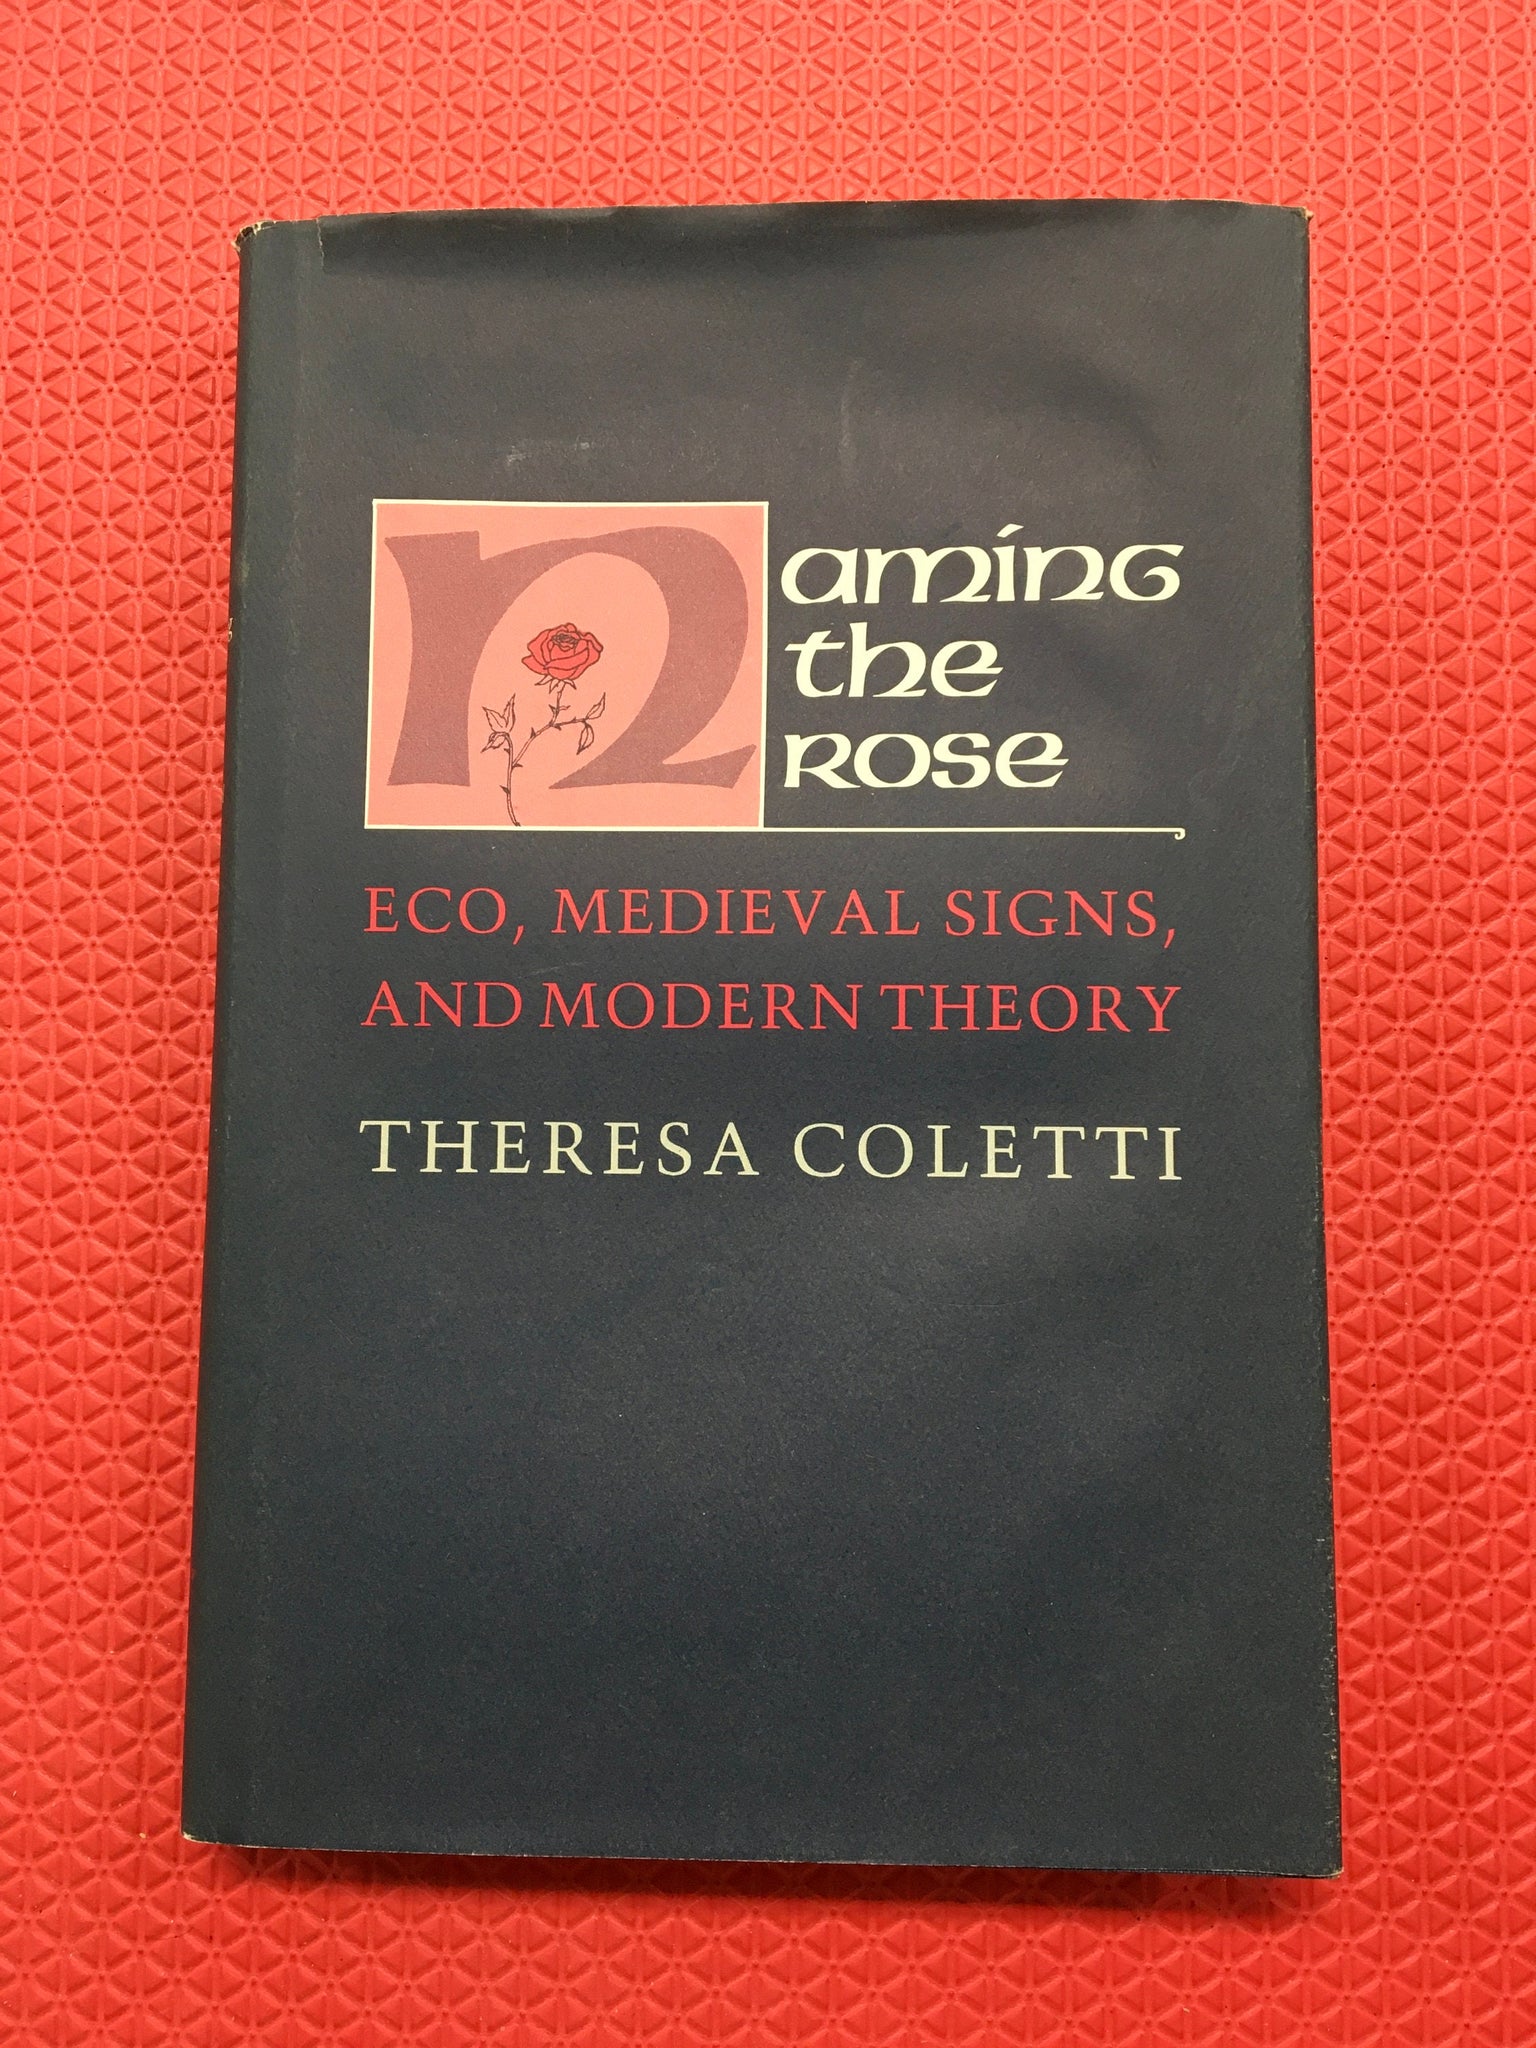 Naming
the
Rose
ECO, MEDIEVAL SIGNS,
AND MODERN THEORY
THERESA COLETTI